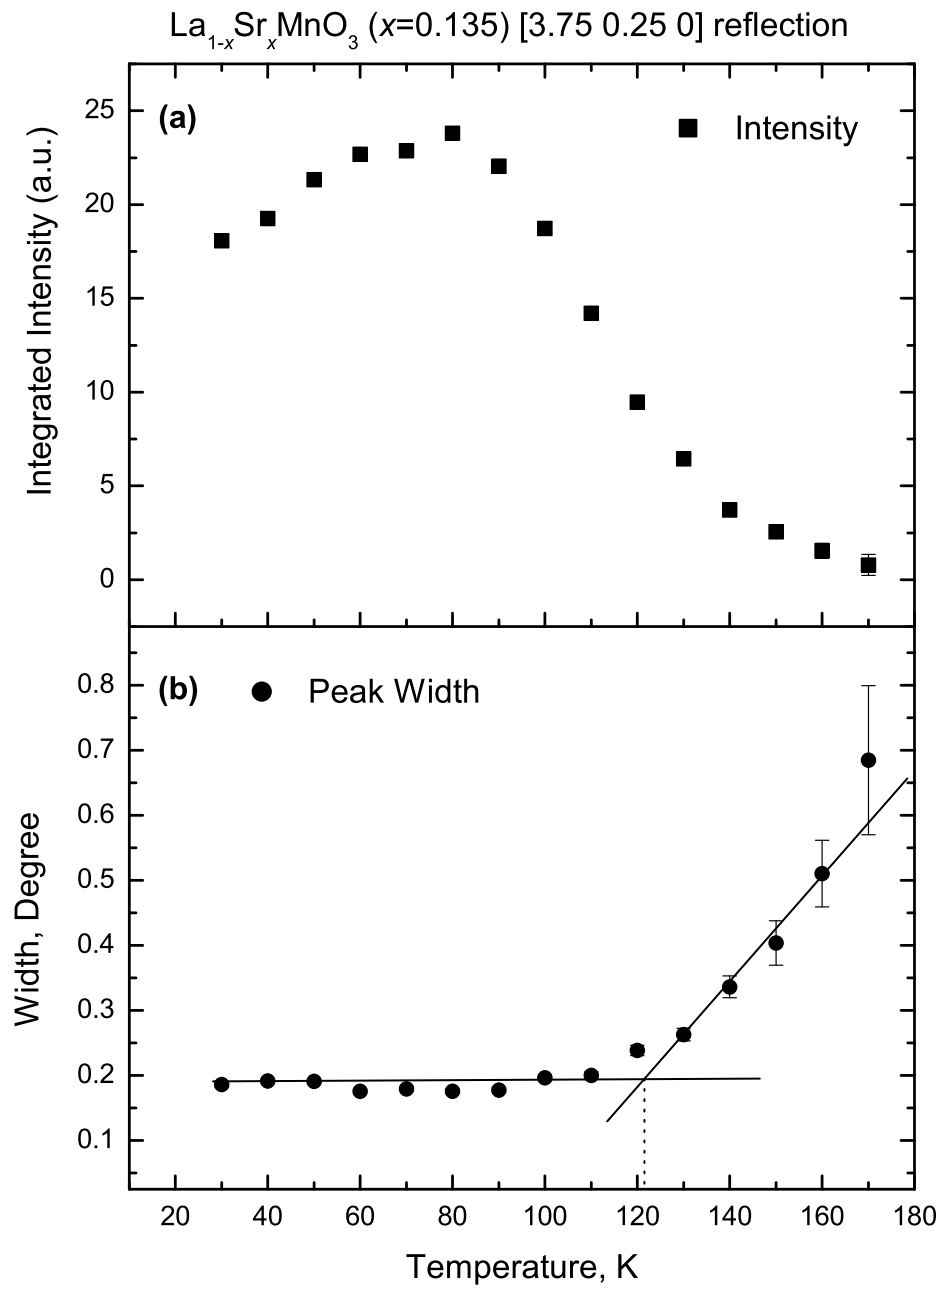 La1-xSrxMnO3 (x=0.135) [3.75 0.25 0] reflection
(a)
Intensity
Integrated Intensity (a.u.)
25
20
15
10
5
0
(b)
Peak Width
Width, Degree
0.8
0.7
0.6
0.5
0.4
0.3
0.2
0.1
20 40 60 80 100 120 140 160 180
Temperature, K